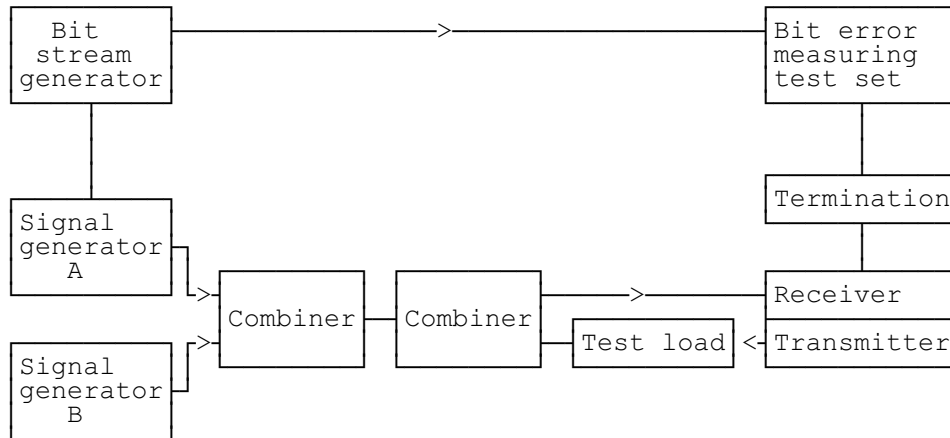 Bit
stream
generator
Bit error
measuring
test set
Termination
Signal
generator
A
Combiner
Combiner
Receiver
Test load
Transmitter
Signal
generator
B